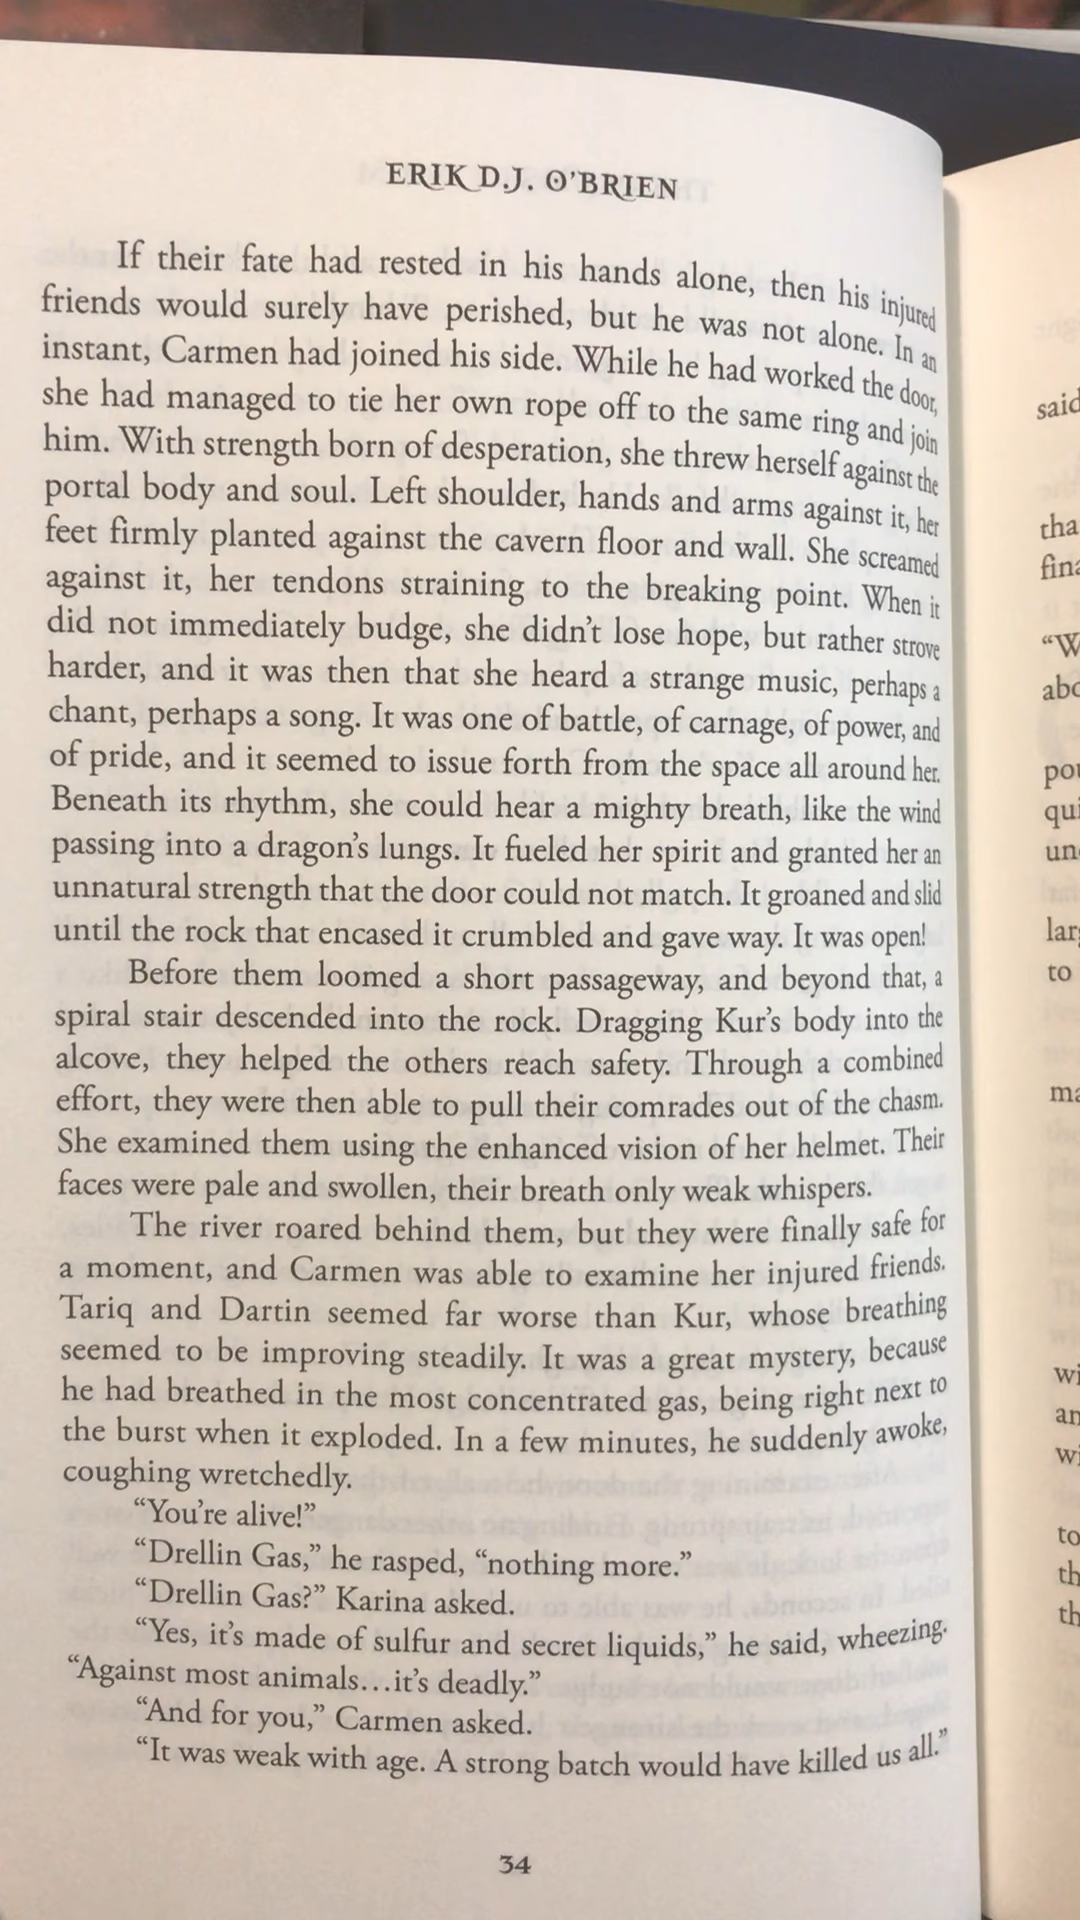 ERIK D.J. O'BRIEN
If their fate had rested in his hands alone, then his injured
friends would surely have perished, but he was not alone. In an
instant, Carmen had joined his side. While he had worked the door,
she had managed to tie her own rope off to the same ring and join
him. With strength born of desperation, she threw herself against the
portal body and soul. Left shoulder, hands and arms against it, her
feet firmly planted against the cavern floor and wall. She screamed
against it, her tendons straining to the breaking point. When it
did not immediately budge, she didn't lose hope, but rather strove
harder, and it was then that she heard a strange music, perhaps a
chant, perhaps a song. It was one of battle, of carnage, of power, and
of pride, and it seemed to issue forth from the space all around her.
Beneath its rhythm, she could hear a mighty breath, like the wind
passing into a dragon's lungs. It fueled her spirit and granted her an
unnatural strength that the door could not match. It groaned and slid
until the rock that encased it crumbled and gave way. It was open!
Before them loomed a short passageway, and beyond that, a
spiral stair descended into the rock. Dragging Kur's body into the
alcove, they helped the others reach safety. Through a combined
effort, they were then able to pull their comrades out of the chasm.
She examined them using the enhanced vision of her helmet. Their
faces were pale and swollen, their breath only weak whispers.
The river roared behind them, but they were finally safe for
a moment, and Carmen was able to examine her injured friends.
Tariq and Dartin seemed far worse than Kur, whose breathing
seemed to be improving steadily. It was a great mystery, because
he had breathed in the most concentrated gas, being right next to
the burst when it exploded. In a few minutes, he suddenly awoke,
coughing wretchedly.
"You're alive!"
"Drellin Gas," he rasped, "nothing more."
"Drellin Gas?" Karina asked.
"Yes, it's made of sulfur and secret liquids," he said, wheezing.
"Against most animals…it's deadly."
"And for you," Carmen asked.
"It was weak with age. A strong batch would have killed us all."
34
said
to
to